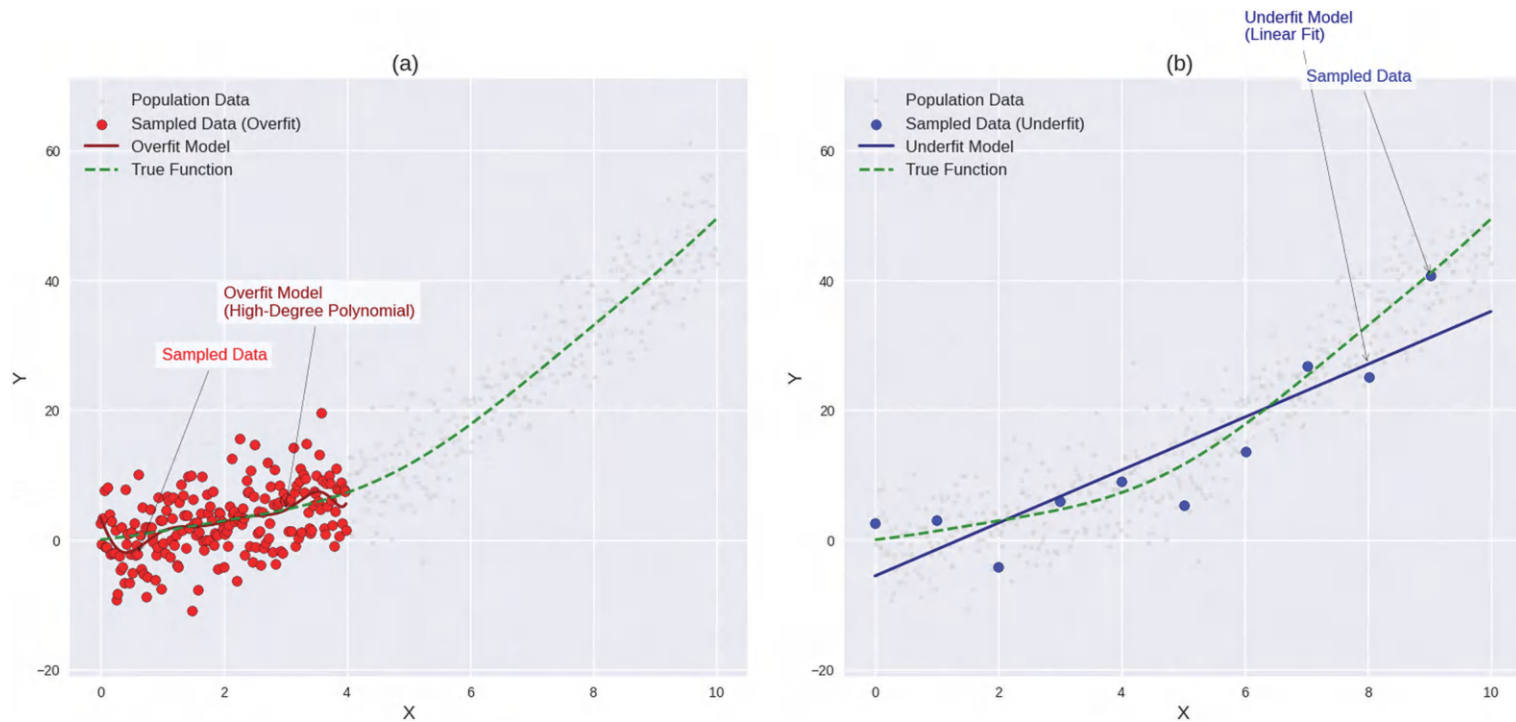 (a)
Population Data
Sampled Data (Overfit)
Overfit Model
True Function
Overfit Model
(High-Degree Polynomial)
Sampled Data
Y
60
40
20
0
−20
0 2 4 6 8 10
X
Underfit Model
(Linear Fit)
(b)
Sampled Data
Population Data
Sampled Data (Underfit)
Underfit Model
True Function
Y
60
40
20
0
−20
0 2 4 6 8 10
X